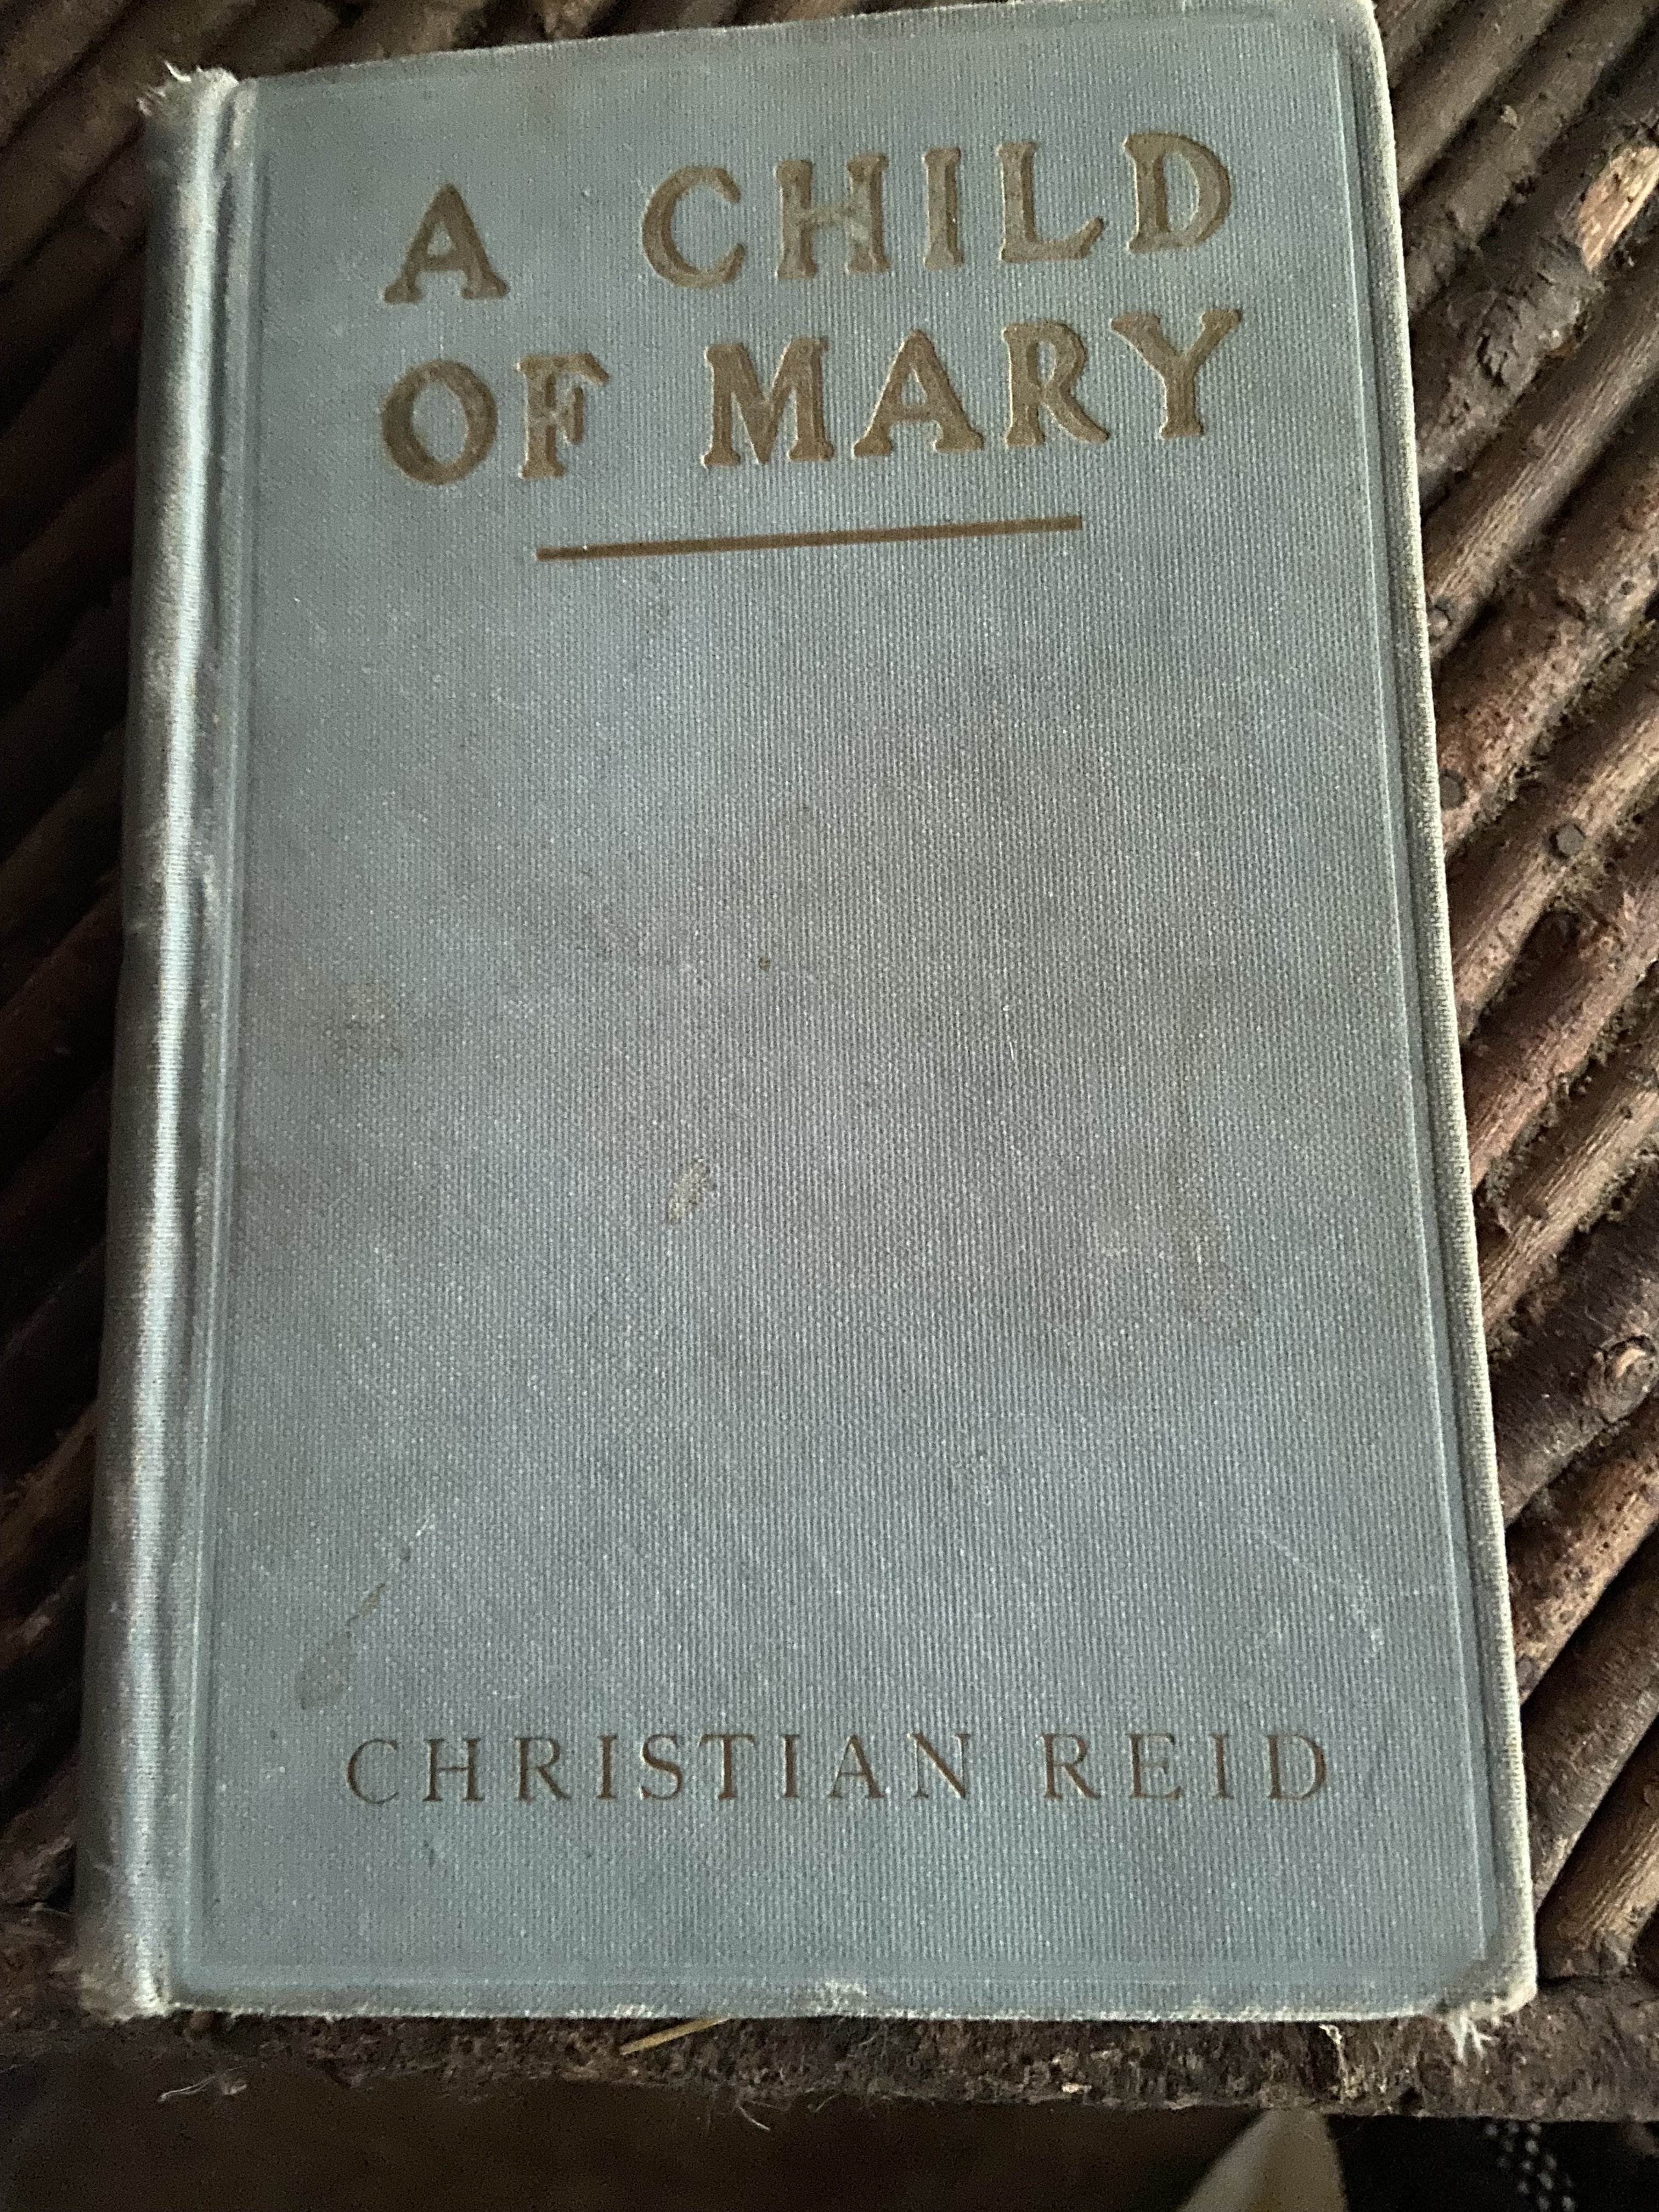 A CHILD
OF MARY
CHRISTIAN REID